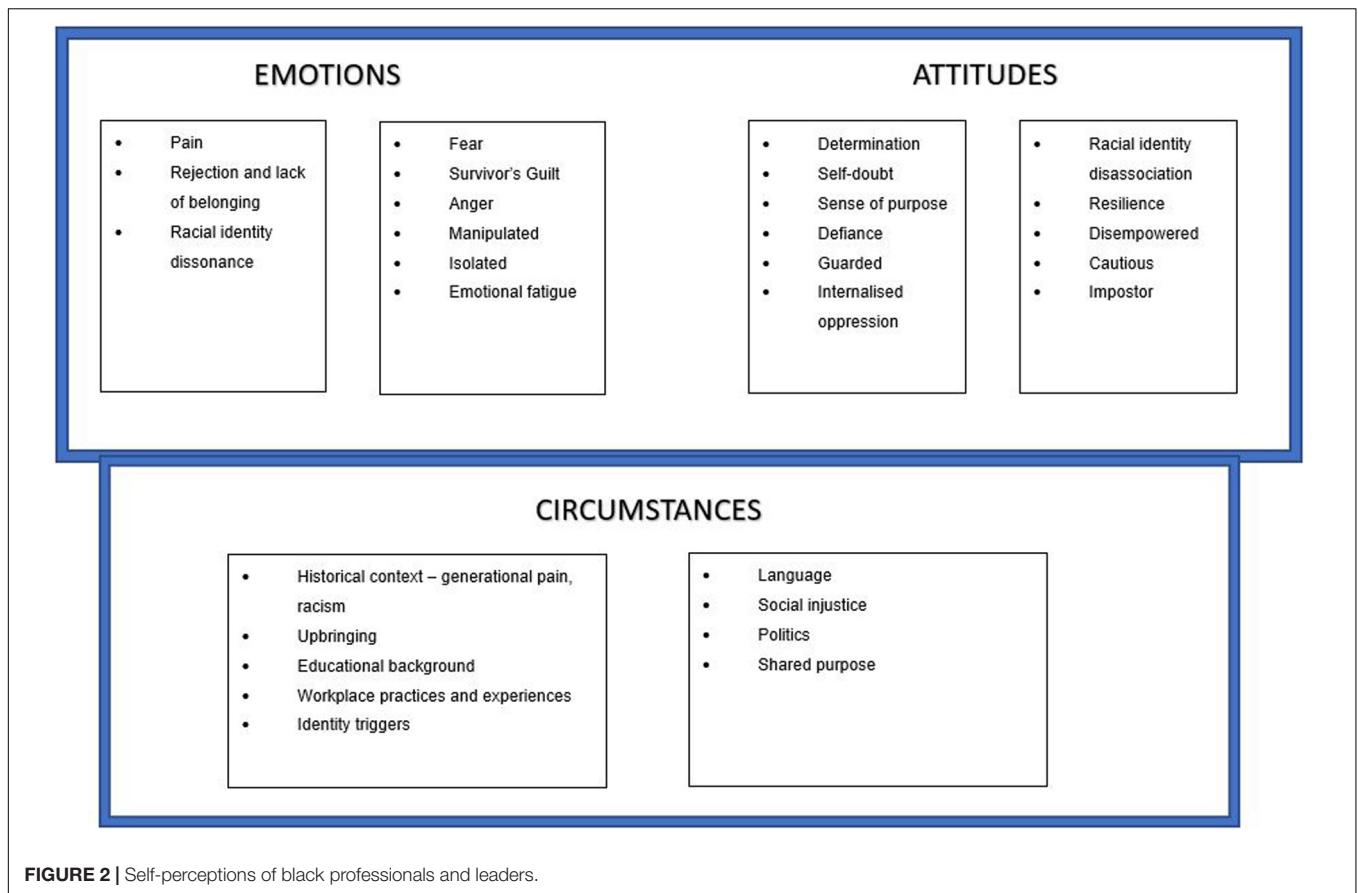 EMOTIONS
• Pain
• Rejection and lack
of belonging
• Racial identity
dissonance
• Fear
• Survivor's Guilt
• Anger
• Manipulated
• Isolated
• Emotional fatigue
ATTITUDES
• Determination
• Self-doubt
• Sense of purpose
• Defiance
• Guarded
• Internalised
oppression
• Racial identity
disassociation
• Resilience
• Disempowered
• Cautious
• Impostor
CIRCUMSTANCES
• Historical context – generational pain,
racism
• Upbringing
• Educational background
• Workplace practices and experiences
• Identity triggers
• Language
• Social injustice
• Politics
• Shared purpose
FIGURE 2 | Self-perceptions of black professionals and leaders.